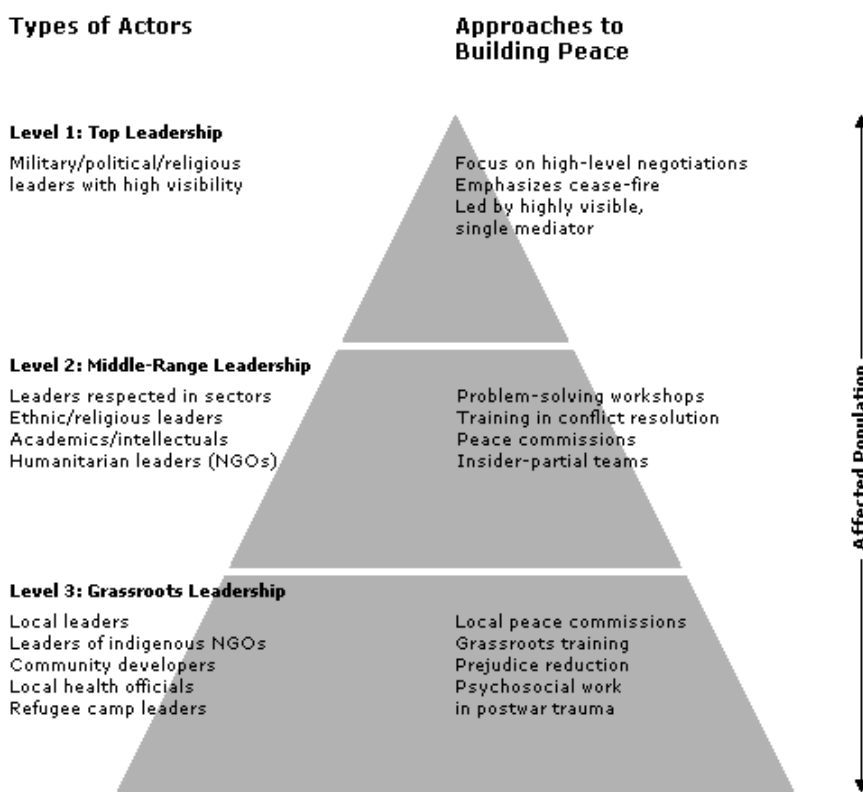 Types of Actors
Approaches to
Building Peace
Level 1: Top Leadership
Military/political/religious
leaders with high visibility
Focus on high-level negotiations
Emphasizes cease-fire
Led by highly visible,
single mediator
Level 2: Middle-Range Leadership
Leaders respected in sectors
Ethnic/religious leaders
Academics/intellectuals
Humanitarian leaders (NGOs)
Problem-solving workshops
Training in conflict resolution
Peace commissions
Insider-partial teams
Affected Population
Level 3: Grassroots Leadership
Local leaders
Leaders of indigenous NGOs
Community developers
Local health officials
Refugee camp leaders
Local peace commissions
Grassroots training
Prejudice reduction
Psychosocial work
in postwar trauma